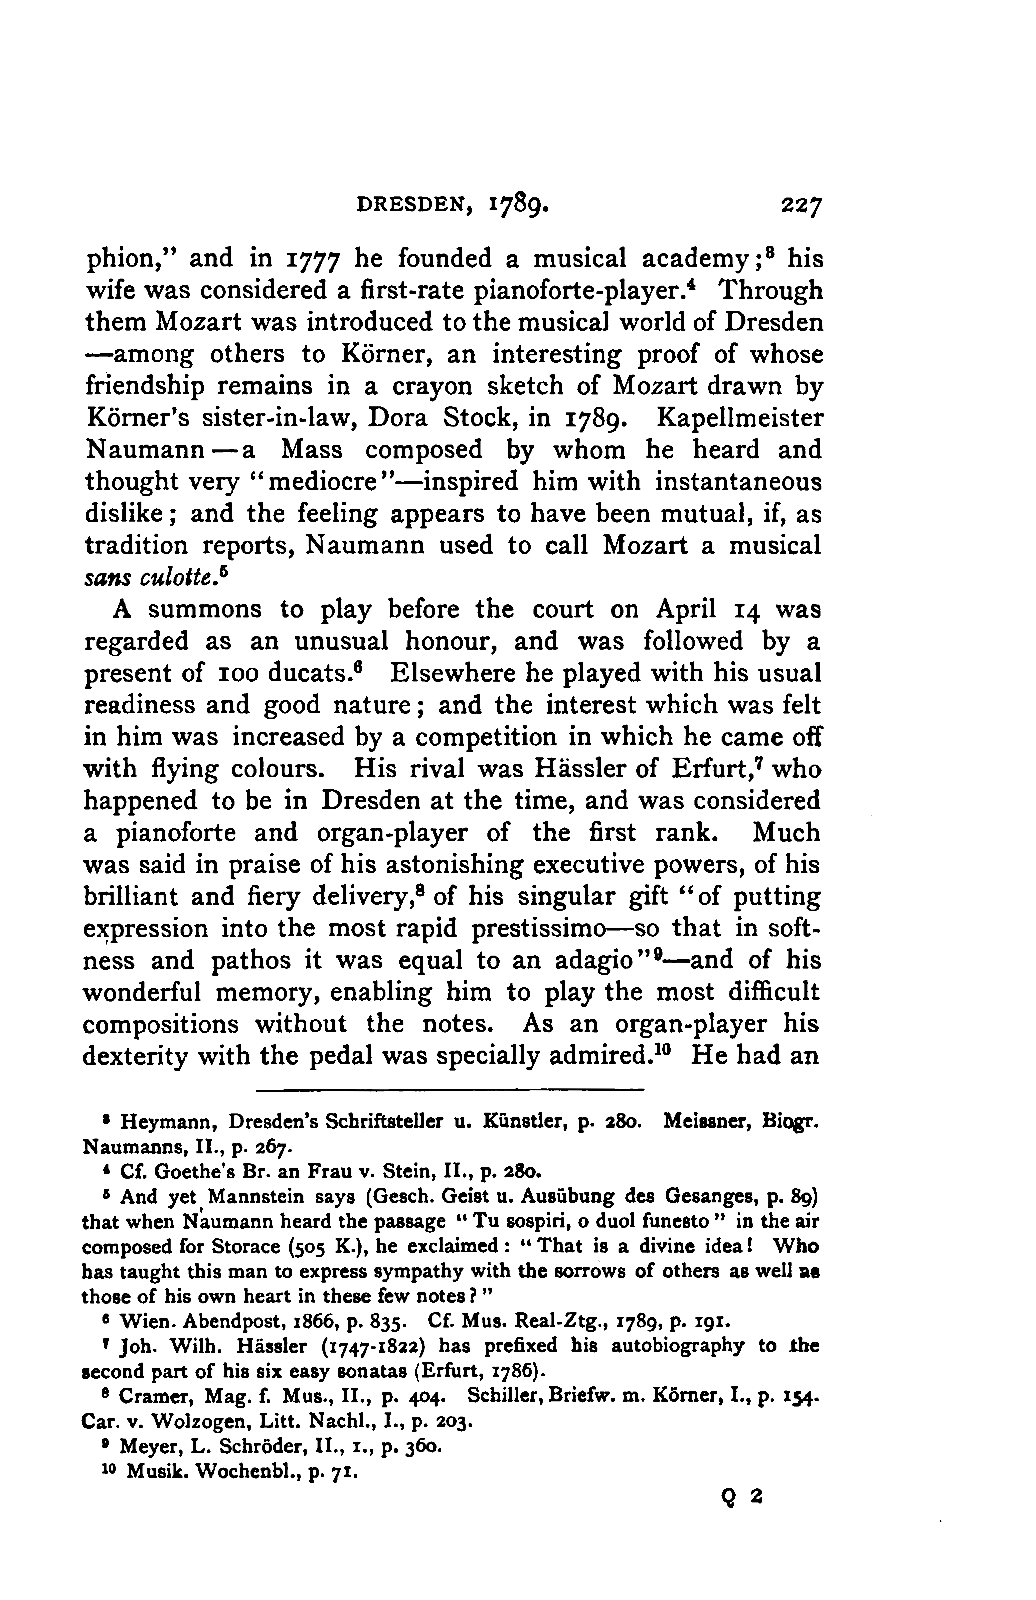 DRESDEN, 1789. 227
phion," and in 1777 he founded a musical academy;³ his
wife was considered a first-rate pianoforte-player.⁴ Through
them Mozart was introduced to the musical world of Dresden
—among others to Körner, an interesting proof of whose
friendship remains in a crayon sketch of Mozart drawn by
Körner's sister-in-law, Dora Stock, in 1789. Kapellmeister
Naumann—a Mass composed by whom he heard and
thought very "mediocre"—inspired him with instantaneous
dislike; and the feeling appears to have been mutual, if, as
tradition reports, Naumann used to call Mozart a musical
sans culotte.⁵
A summons to play before the court on April 14 was
regarded as an unusual honour, and was followed by a
present of 100 ducats.⁶ Elsewhere he played with his usual
readiness and good nature; and the interest which was felt
in him was increased by a competition in which he came off
with flying colours. His rival was Hässler of Erfurt,⁷ who
happened to be in Dresden at the time, and was considered
a pianoforte and organ-player of the first rank. Much
was said in praise of his astonishing executive powers, of his
brilliant and fiery delivery,⁸ of his singular gift "of putting
expression into the most rapid prestissimo—so that in soft-
ness and pathos it was equal to an adagio"⁹—and of his
wonderful memory, enabling him to play the most difficult
compositions without the notes. As an organ-player his
dexterity with the pedal was specially admired.¹⁰ He had an
³ Heymann, Dresden's Schriftsteller u. Künstler, p. 280. Meissner, Biogr.
Naumanns, II., p. 267.
⁴ Cf. Goethe's Br. an Frau v. Stein, II., p. 280.
⁵ And yet Mannstein says (Gesch. Geist u. Ausübung des Gesanges, p. 89)
that when Naumann heard the passage "Tu sospiri, o duol funesto" in the air
composed for Storace (505 K.), he exclaimed: "That is a divine idea! Who
has taught this man to express sympathy with the sorrows of others as well as
those of his own heart in these few notes?"
⁶ Wien. Abendpost, 1866, p. 835. Cf. Mus. Real-Ztg., 1789, p. 191.
⁷ Joh. Wilh. Hässler (1747-1822) has prefixed his autobiography to the
second part of his six easy sonatas (Erfurt, 1786).
⁸ Cramer, Mag. f. Mus., II., p. 404. Schiller, Briefw. m. Körner, I., p. 154.
Car. v. Wolzogen, Litt. Nachl., I., p. 203.
⁹ Meyer, L. Schröder, II., 1., p. 360.
¹⁰ Musik. Wochenbl., p. 71.
Q 2